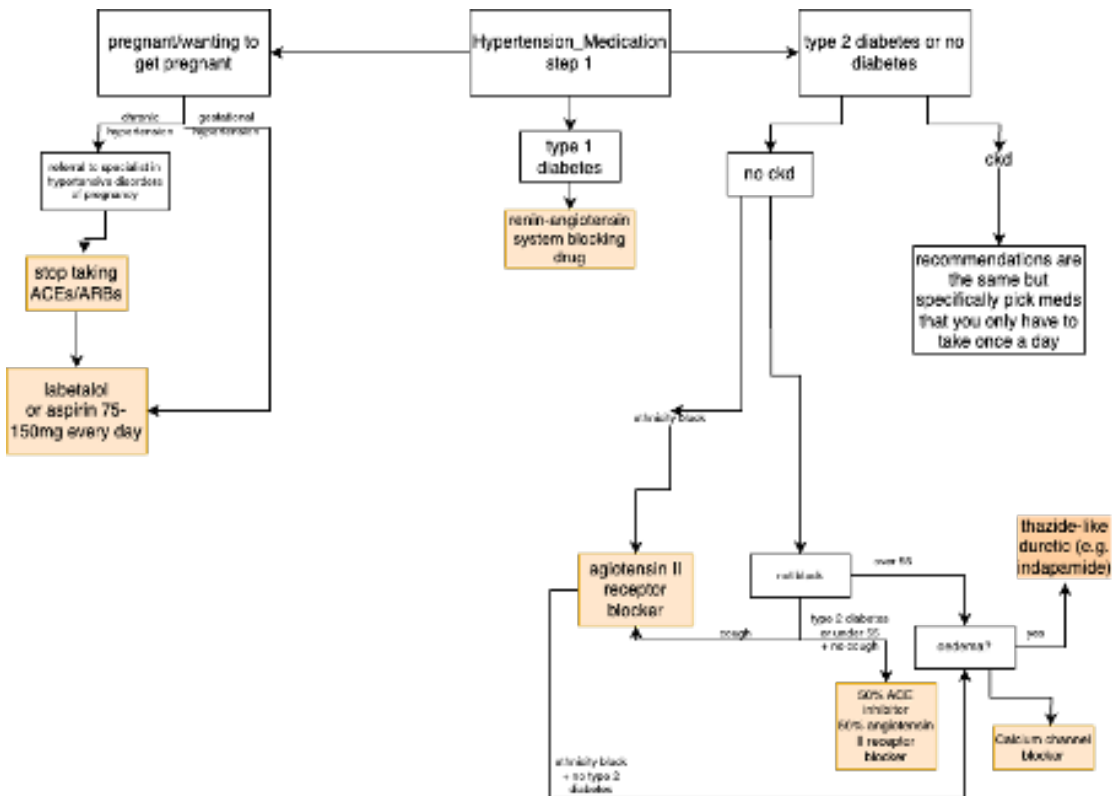 pregnant/wanting to
get pregnant
Hypertension_Medication
step 1
type 2 diabetes or no
diabetes
chronic
hypertension
gestational
hypertension
referral to specialist in
hypertensive disorders
of pregnancy
type 1
diabetes
no ckd
ckd
renin-angiotensin
system blocking
drug
stop taking
ACEs/ARBs
recommendations are
the same but
specifically pick meds
that you only have to
take once a day
labetalol
or aspirin 75-
150mg every day
ethnicity black
thazide-like
duretic (e.g.
indapamide)
agiotensin II
receptor
blocker
not black
over 55
cough
type 2 diabetes
or under 55
+ no cough
oedema?
yes
50% ACE
inhibitor
50% angiotensin
II receptor
blocker
Calcium channel
blocker
ethnicity black
+ no type 2
diabetes